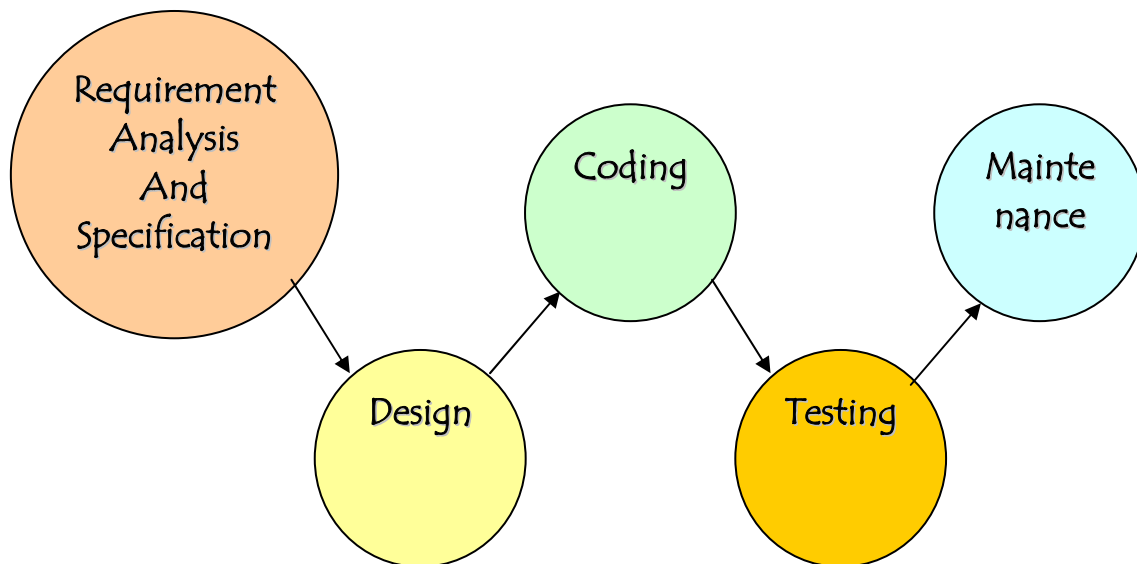 Requirement
Analysis
And
Specification
Design
Coding
Testing
Mainte
nance